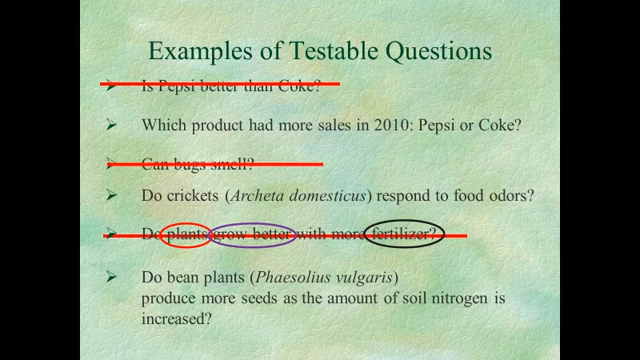 Examples of Testable Questions
Is Pepsi better than Coke?
Which product had more sales in 2010: Pepsi or Coke?
Can bugs smell?
Do crickets (Archeta domesticus) respond to food odors?
Do plants grow better with more fertilizer?
Do bean plants (Phaesolius vulgaris)
produce more seeds as the amount of soil nitrogen is
increased?